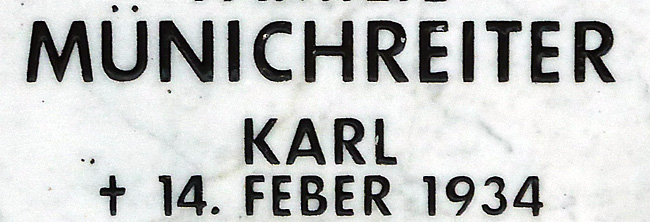 MÜNICHREITER
KARL
† 14. FEBER 1934